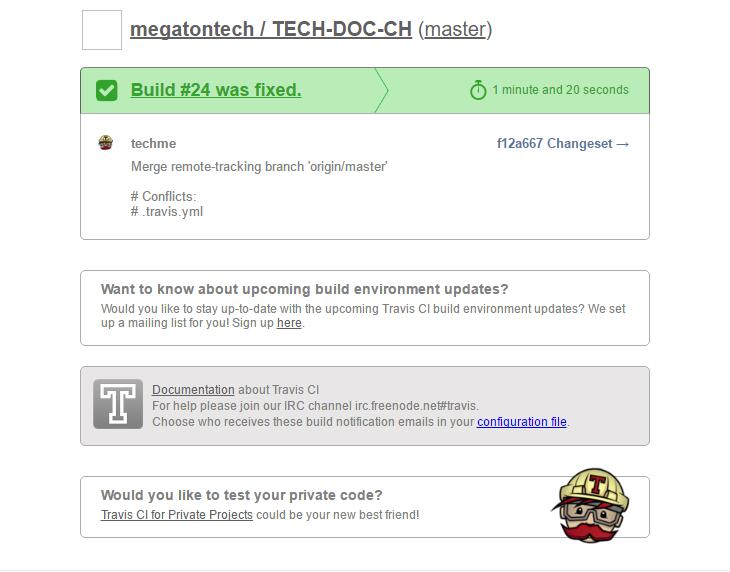 megatontech / TECH-DOC-CH (master)
Build #24 was fixed.
1 minute and 20 seconds
techme
f12a667 Changeset →
Merge remote-tracking branch 'origin/master'
# Conflicts:
# .travis.yml
Want to know about upcoming build environment updates?
Would you like to stay up-to-date with the upcoming Travis CI build environment updates? We set
up a mailing list for you! Sign up here.
T
Documentation about Travis CI
For help please join our IRC channel irc.freenode.net#travis.
Choose who receives these build notification emails in your configuration file.
Would you like to test your private code?
Travis CI for Private Projects could be your new best friend!
T